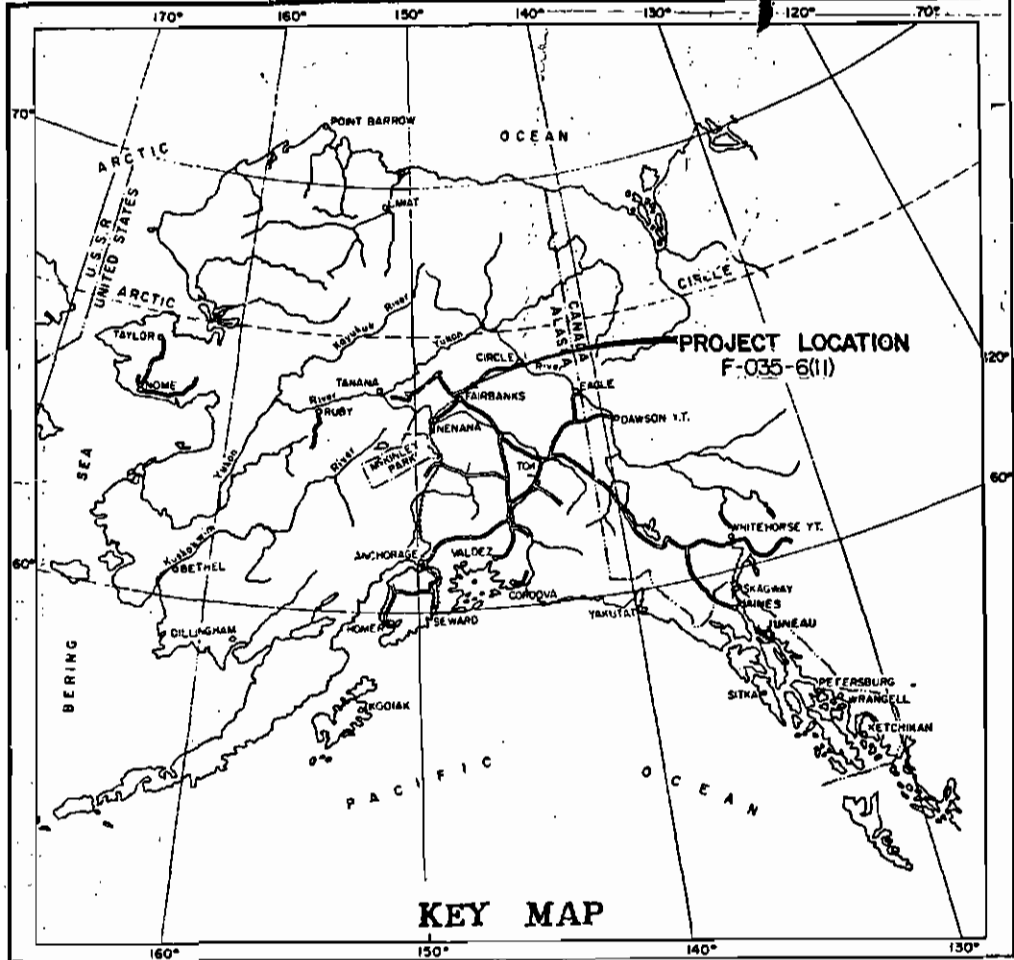 170° 160° 150° 140° 130° 120° 70°
70°
POINT BARROW
OCEAN
ARCTIC
UMIAT
U.S.S.R.
UNITED STATES
ARCTIC
CIRCLE
Koyukuk River
Yukon
River
CANADA
ALASKA
TAYLOR
NOME
PROJECT LOCATION
F-035-6(11)
120°
CIRCLE
EAGLE
TANANA
River
RUBY
FAIRBANKS
DAWSON Y.T.
NENANA
McKINLEY
PARK
TOK
SEA
Yukon
River
60°
WHITEHORSE YT.
Kuskokwim
ANCHORAGE
VALDEZ
60°
BETHEL
CORDOVA
SKAGWAY
HAINES
YAKUTAT
DILLINGHAM
HOMER
SEWARD
JUNEAU
BERING
PETERSBURG
SITKA
WRANGELL
KODIAK
KETCHIKAN
PACIFIC
OCEAN
KEY MAP
160° 150° 140° 130°